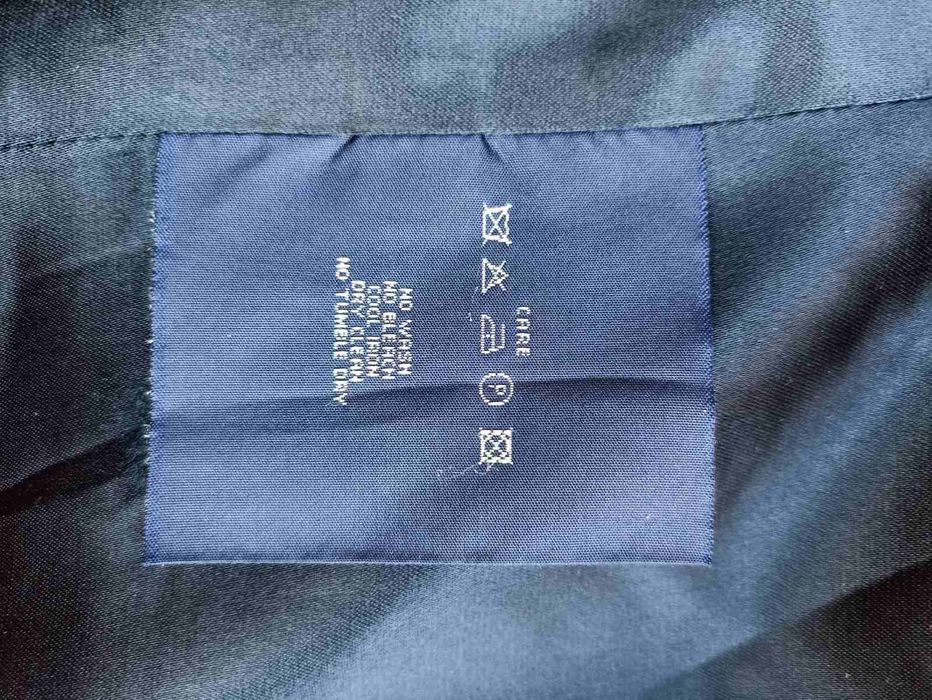 CARE
NO WASH
NO BLEACH
COOL IRON
DRY CLEAN
NO TUMBLE DRY